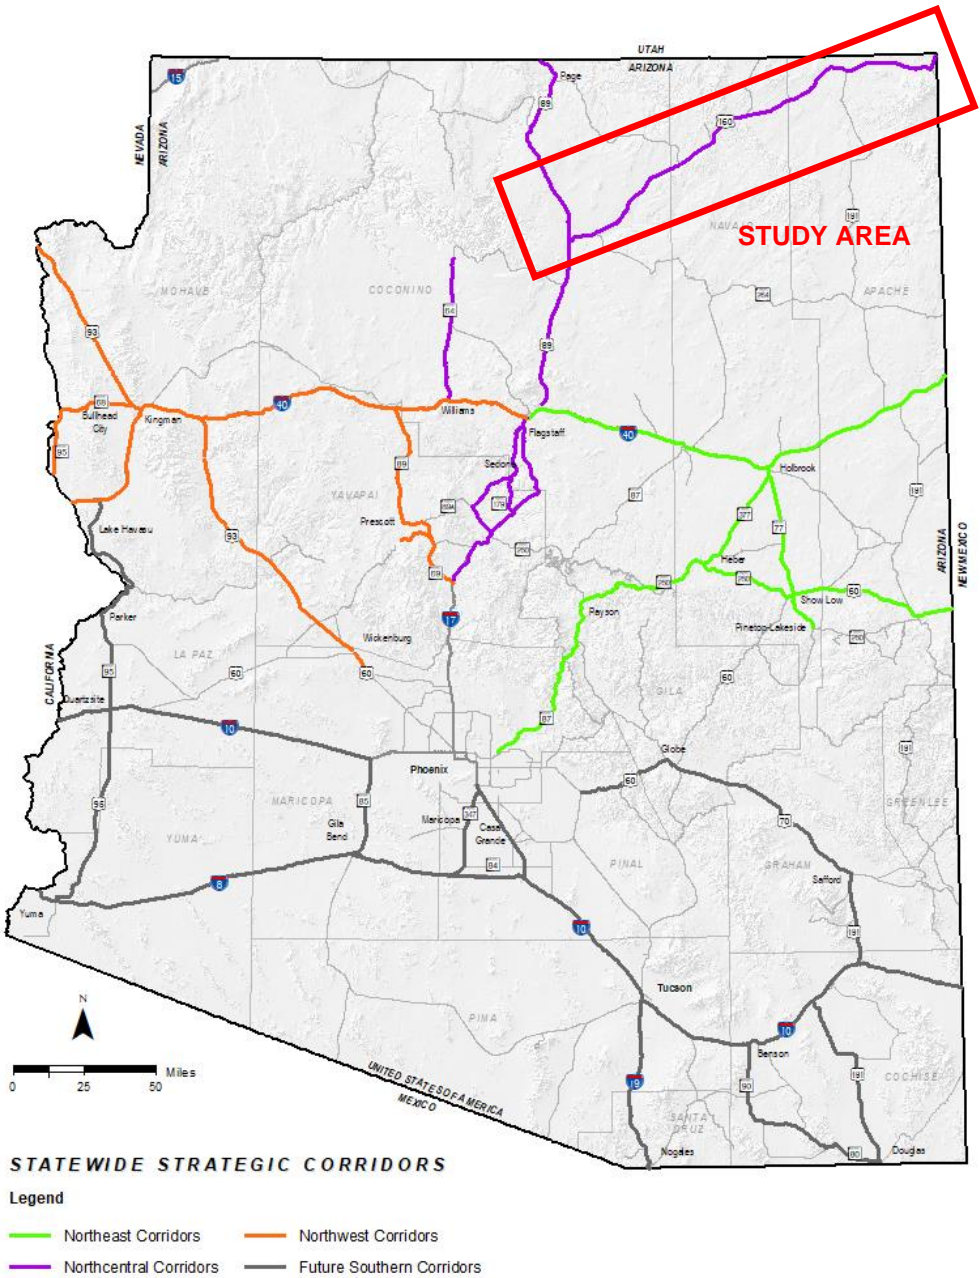 UTAH
ARIZONA
15
Page
89
160
NEVADA
ARIZONA
191
NAVAJO
STUDY AREA
MOHAVE
COCONINO
264
APACHE
64
93
89
68
Bullhead
City
Kingman
40
Williams
Flagstaff
40
95
89
Sedona
Holbrook
YAVAPAI
89A
179
87
191
Prescott
377
77
Lake Havasu
93
260
Heber
ARIZONA
NEW MEXICO
69
260
260
60
Show Low
Parker
17
Payson
Pinetop-Lakeside
260
Wickenburg
LA PAZ
CALIFORNIA
95
60
60
60
Quartzsite
GILA
10
87
191
Globe
Phoenix
60
95
MARICOPA
85
GREENLEE
Gila
Bend
Maricopa
347
Casa
Grande
70
YUMA
84
PINAL
GRAHAM
Safford
8
Yuma
10
191
N
Tucson
PIMA
10
Benson
0 25 50 Miles
19
90
191
COCHISE
UNITED STATES OF AMERICA
MEXICO
SANTA
CRUZ
Nogales
80
Douglas
STATEWIDE STRATEGIC CORRIDORS
Legend
Northeast Corridors
Northwest Corridors
Northcentral Corridors
Future Southern Corridors